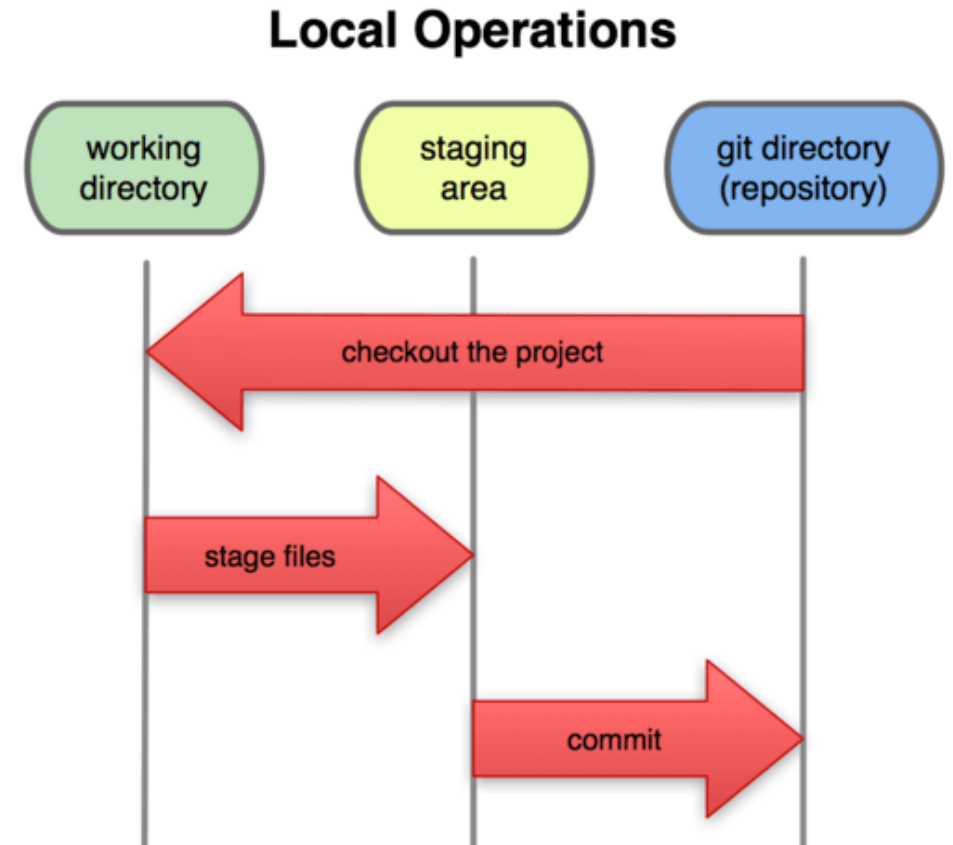 Local Operations
working
directory
staging
area
git directory
(repository)
checkout the project
stage files
commit